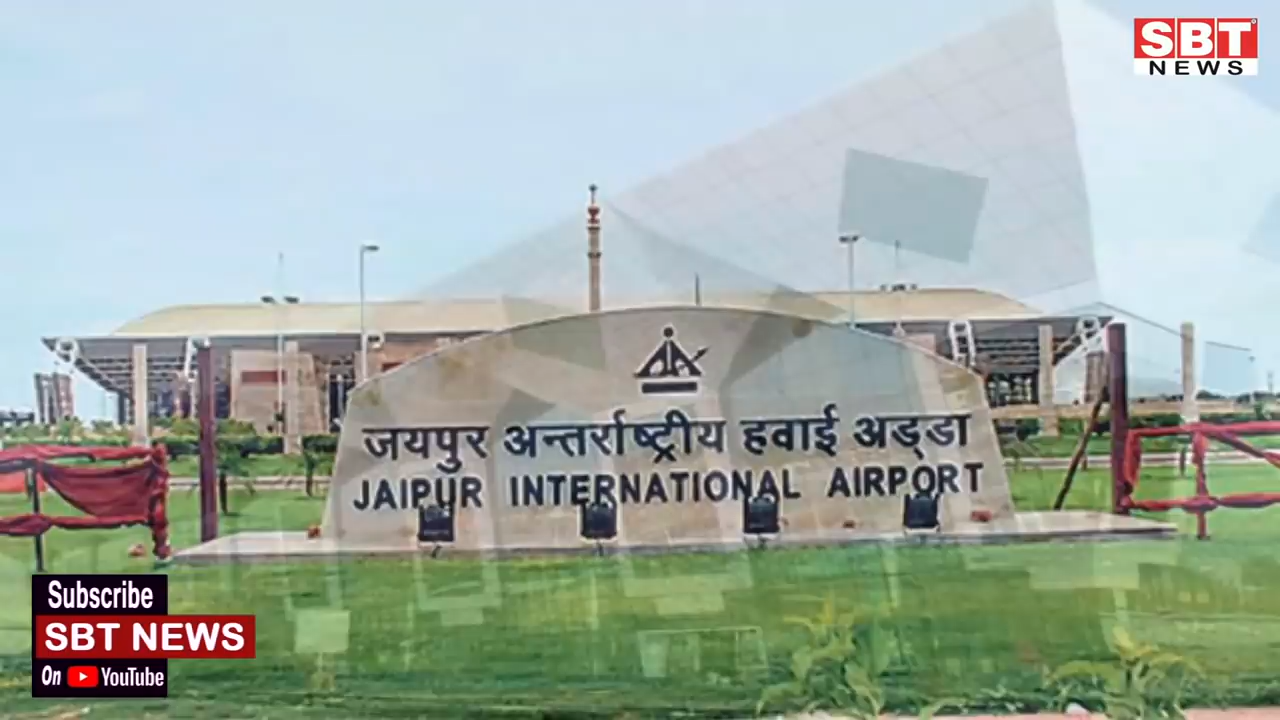 SBT
NEWS
जयपुर अन्तर्राष्ट्रीय हवाई अड्डा
JAIPUR INTERNATIONAL AIRPORT
Subscribe
SBT NEWS
On YouTube